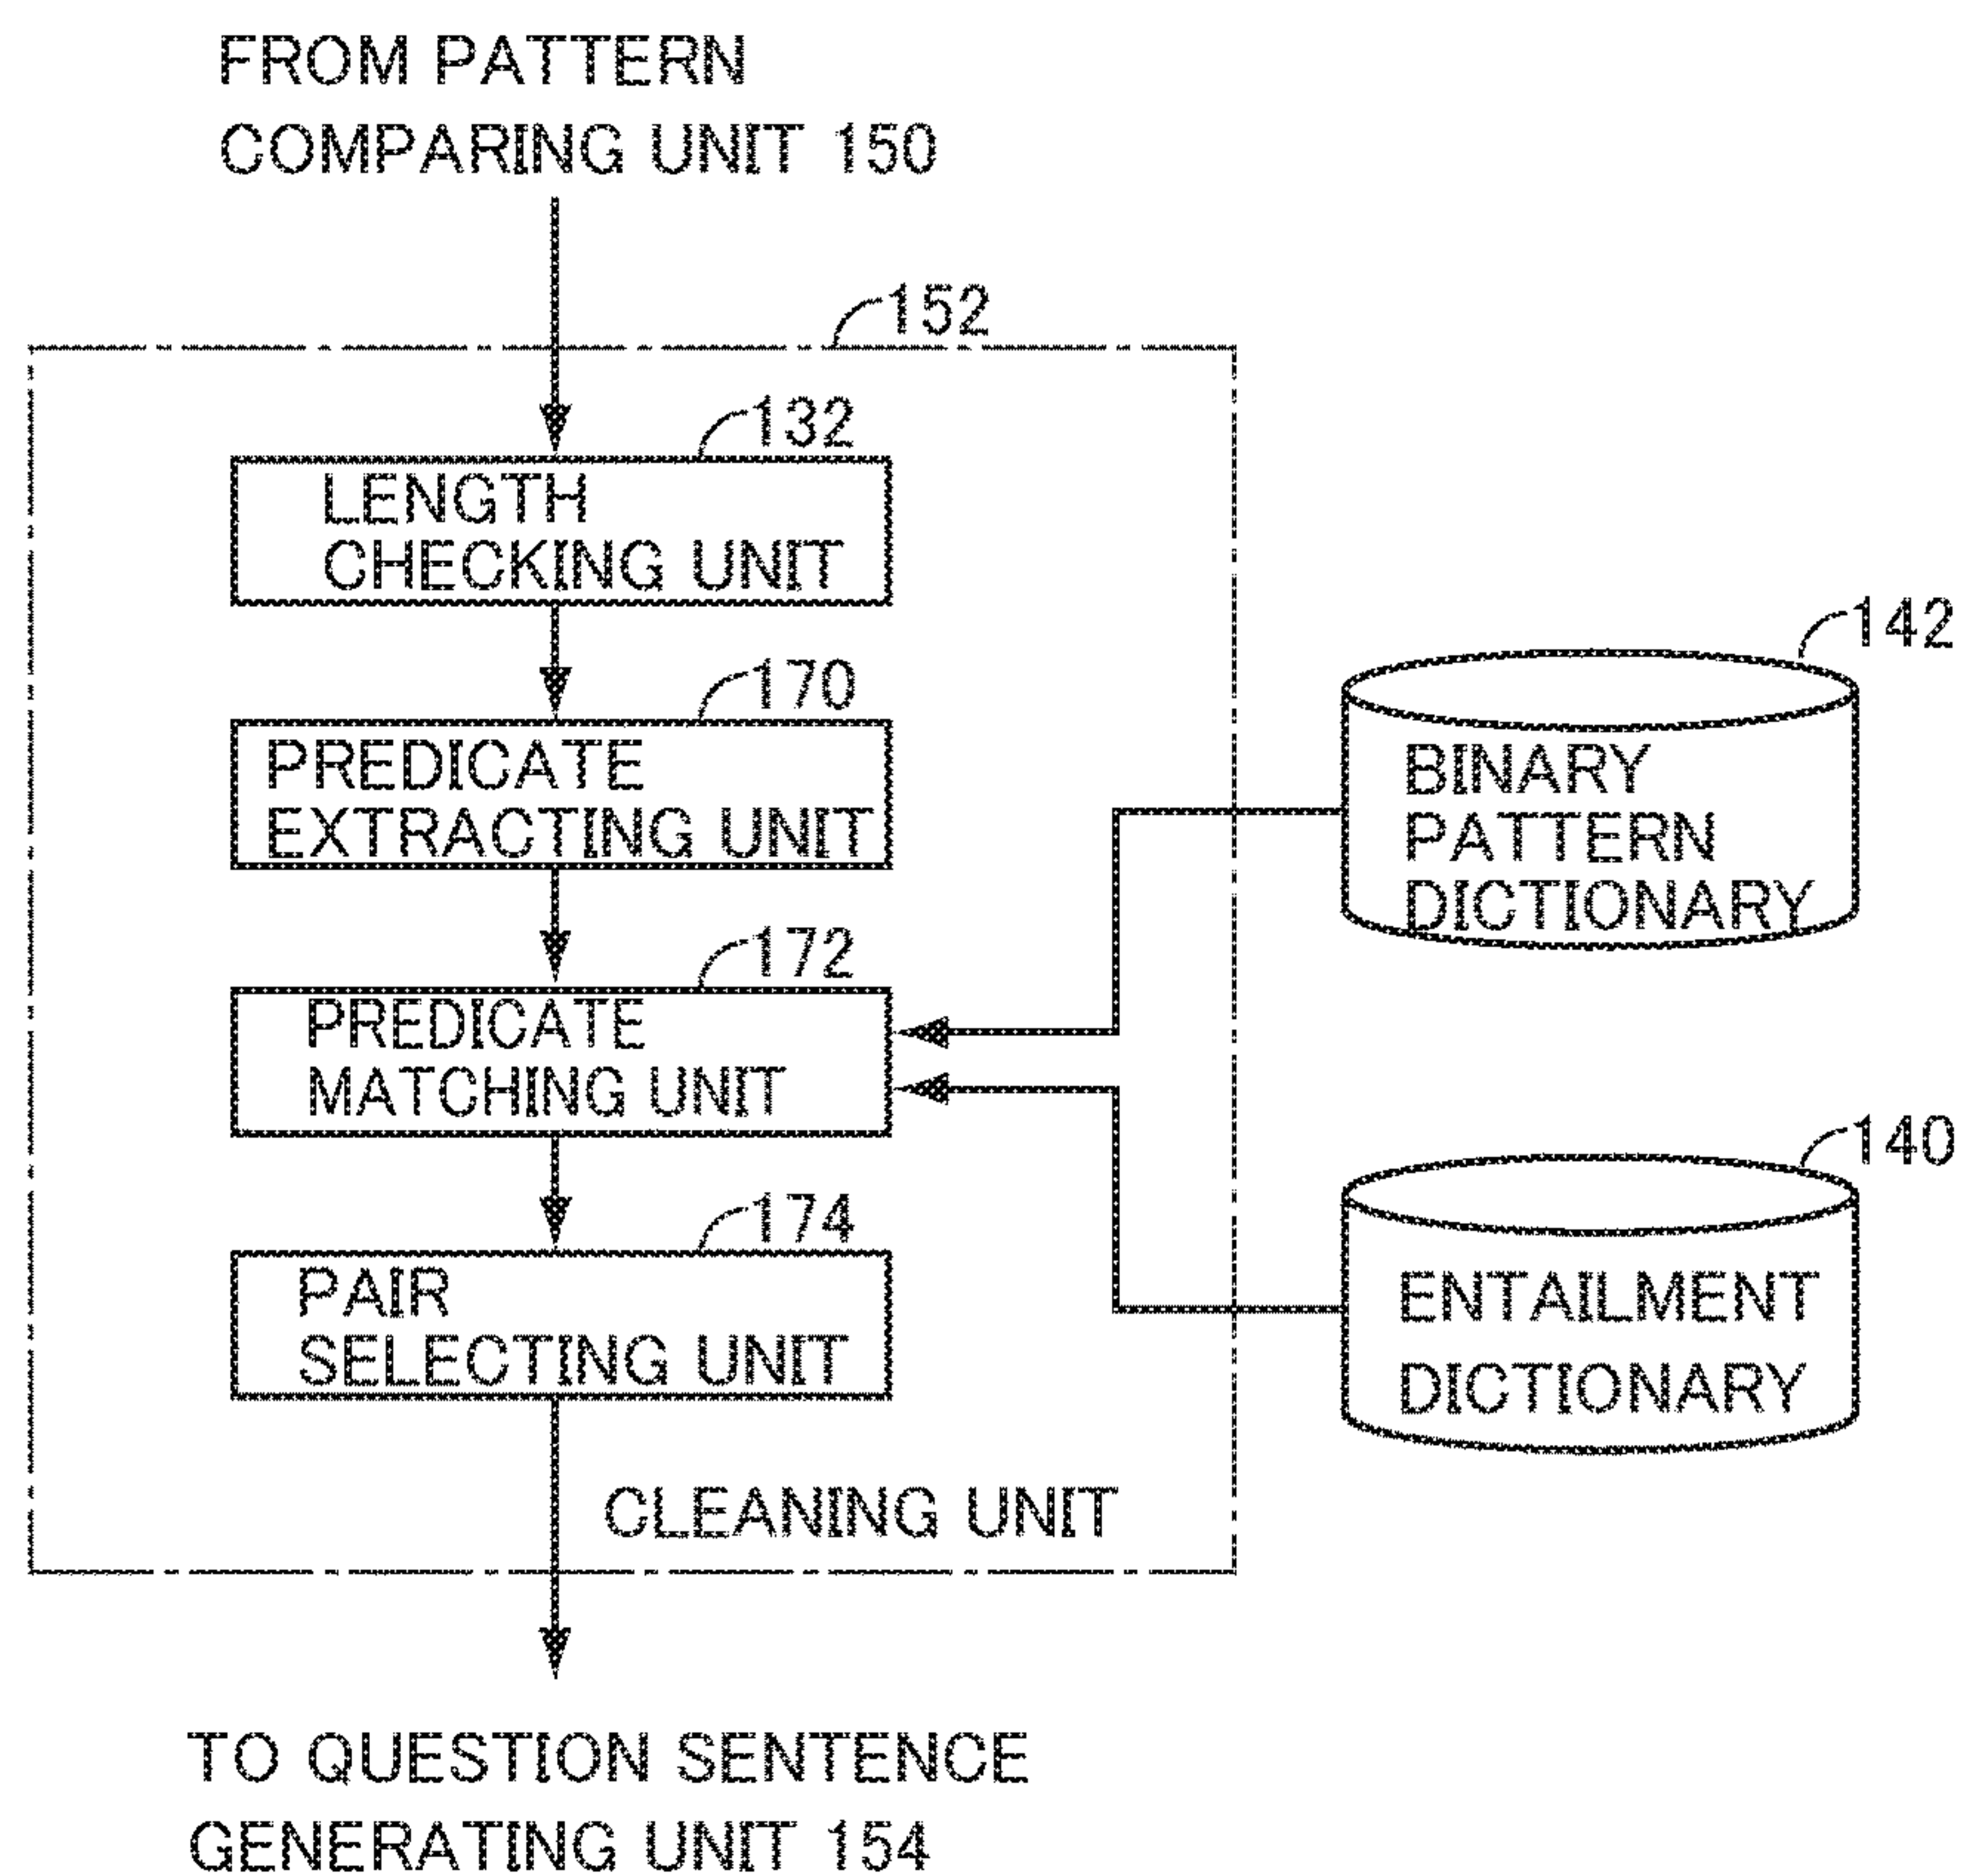 FROM PATTERN
COMPARING UNIT 150
152
132
LENGTH
CHECKING UNIT
170
PREDICATE
EXTRACTING UNIT
172
PREDICATE
MATCHING UNIT
174
PAIR
SELECTING UNIT
CLEANING UNIT
142
BINARY
PATTERN
DICTIONARY
140
ENTAILMENT
DICTIONARY
TO QUESTION SENTENCE
GENERATING UNIT 154